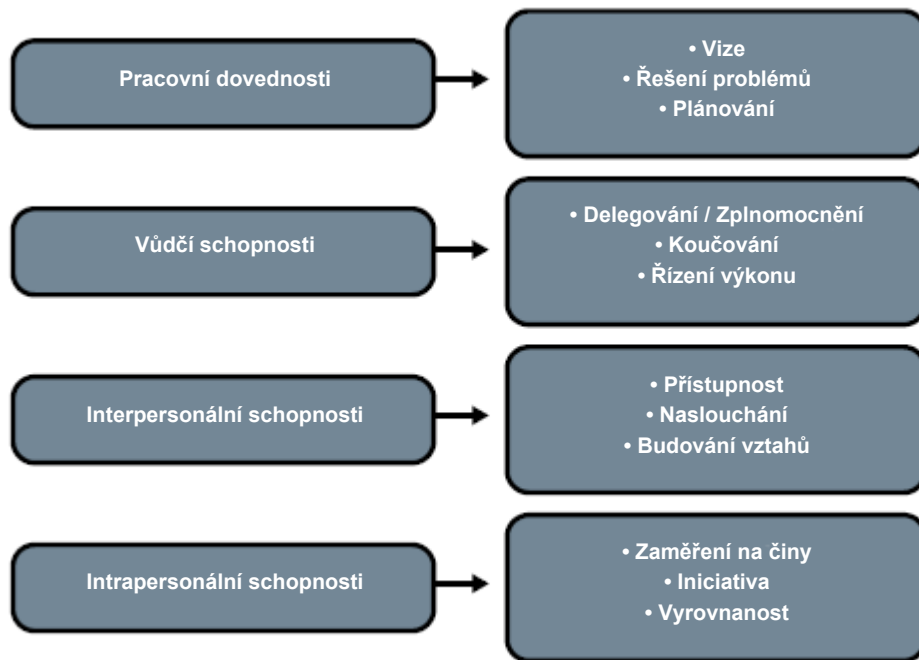 Pracovní dovednosti
• Vize
• Řešení problémů
• Plánování
Vůdčí schopnosti
• Delegování / Zplnomocnění
• Koučování
• Řízení výkonu
Interpersonální schopnosti
• Přístupnost
• Naslouchání
• Budování vztahů
Intrapersonální schopnosti
• Zaměření na činy
• Iniciativa
• Vyrovnanost